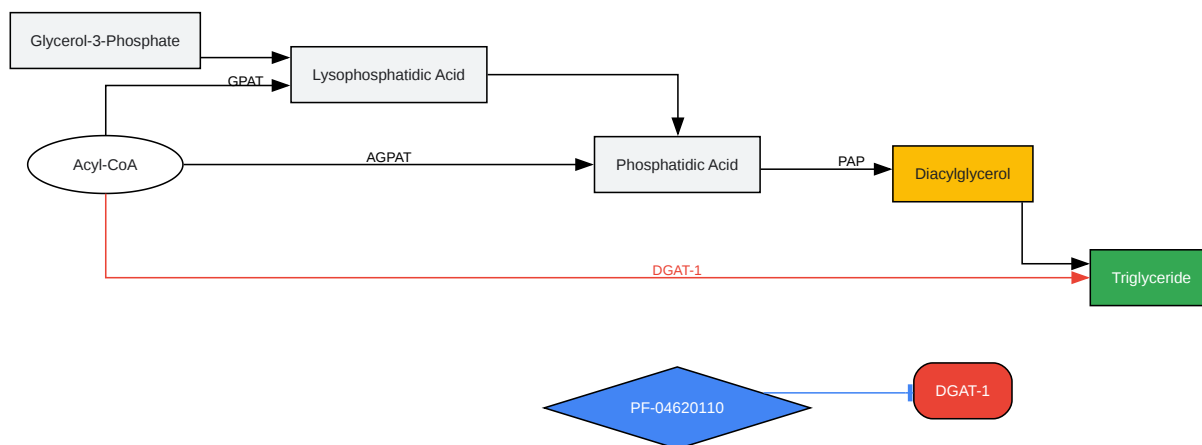 Glycerol-3-Phosphate
Lysophosphatidic Acid
GPAT
Acyl-CoA
AGPAT
Phosphatidic Acid
PAP
Diacylglycerol
DGAT-1
Triglyceride
PF-04620110
DGAT-1